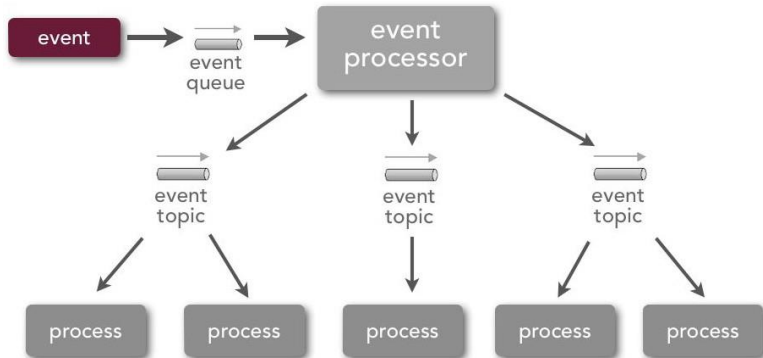 event
event
queue
event
processor
event
topic
event
topic
event
topic
process
process
process
process
process